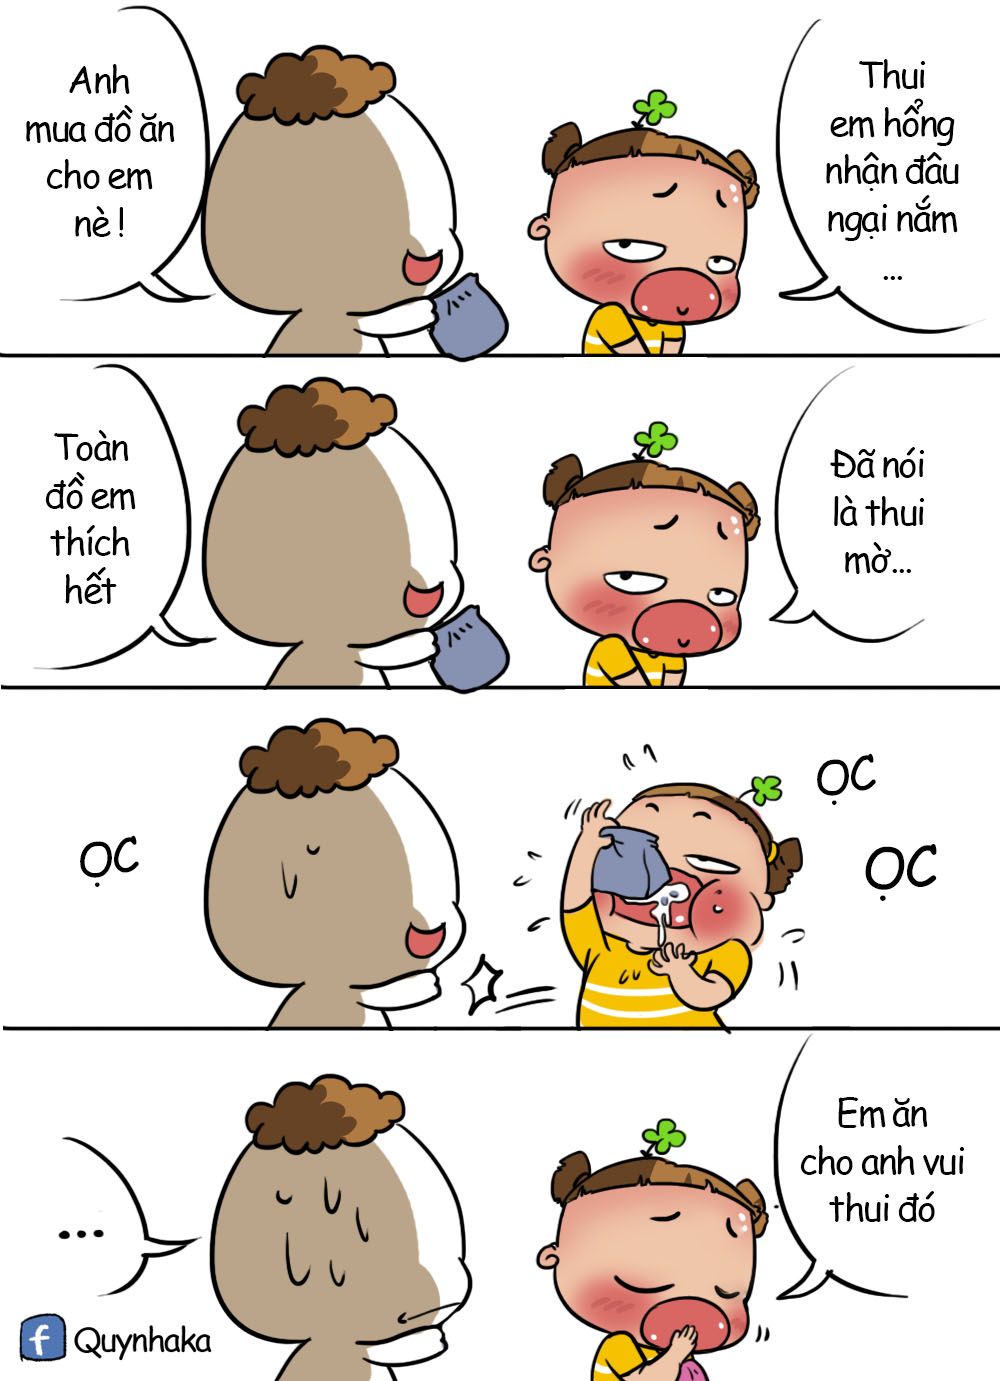 Anh
mua đồ ăn
cho em
nè !
Thui
em hổng
nhận đâu
ngại nắm
...
Toàn
đồ em
thích
hết
Đã nói
là thui
mờ...
ỌC
ỌC
ỌC
...
Em ăn
cho anh vui
thui đó
f Quynhaka